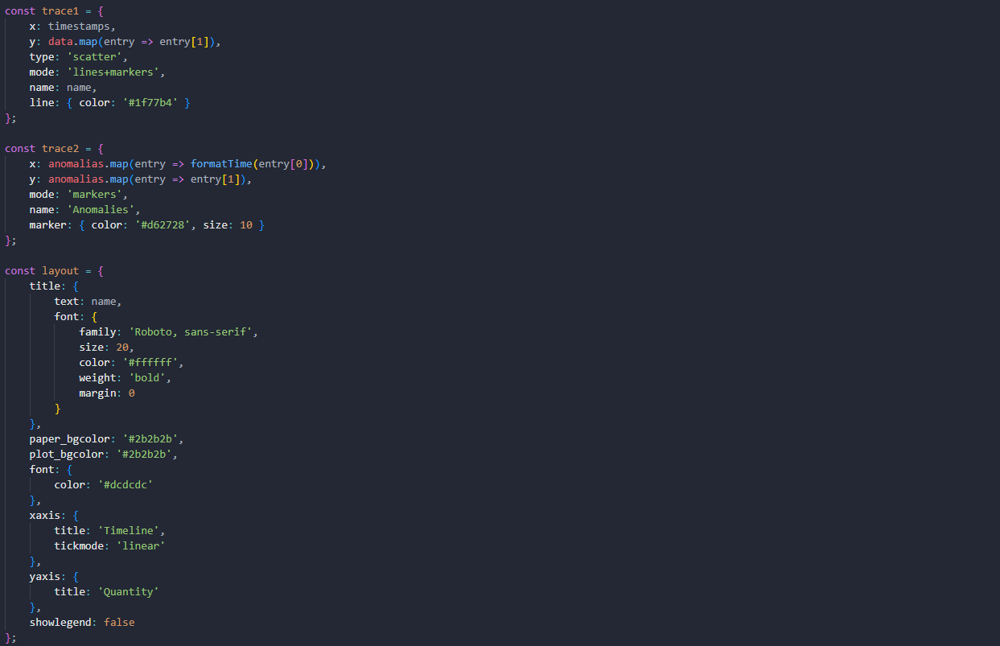 const trace1 = {
    x: timestamps,
    y: data.map(entry => entry[1]),
    type: 'scatter',
    mode: 'lines+markers',
    name: name,
    line: { color: '#1f77b4' }
};

const trace2 = {
    x: anomalias.map(entry => formatTime(entry[0])),
    y: anomalias.map(entry => entry[1]),
    mode: 'markers',
    name: 'Anomalies',
    marker: { color: '#d62728', size: 10 }
};

const layout = {
    title: {
        text: name,
        font: {
            family: 'Roboto, sans-serif',
            size: 20,
            color: '#ffffff',
            weight: 'bold',
            margin: 0
        }
    },
    paper_bgcolor: '#2b2b2b',
    plot_bgcolor: '#2b2b2b',
    font: {
        color: '#dcdcdc'
    },
    xaxis: {
        title: 'Timeline',
        tickmode: 'linear'
    },
    yaxis: {
        title: 'Quantity'
    },
    showlegend: false
};